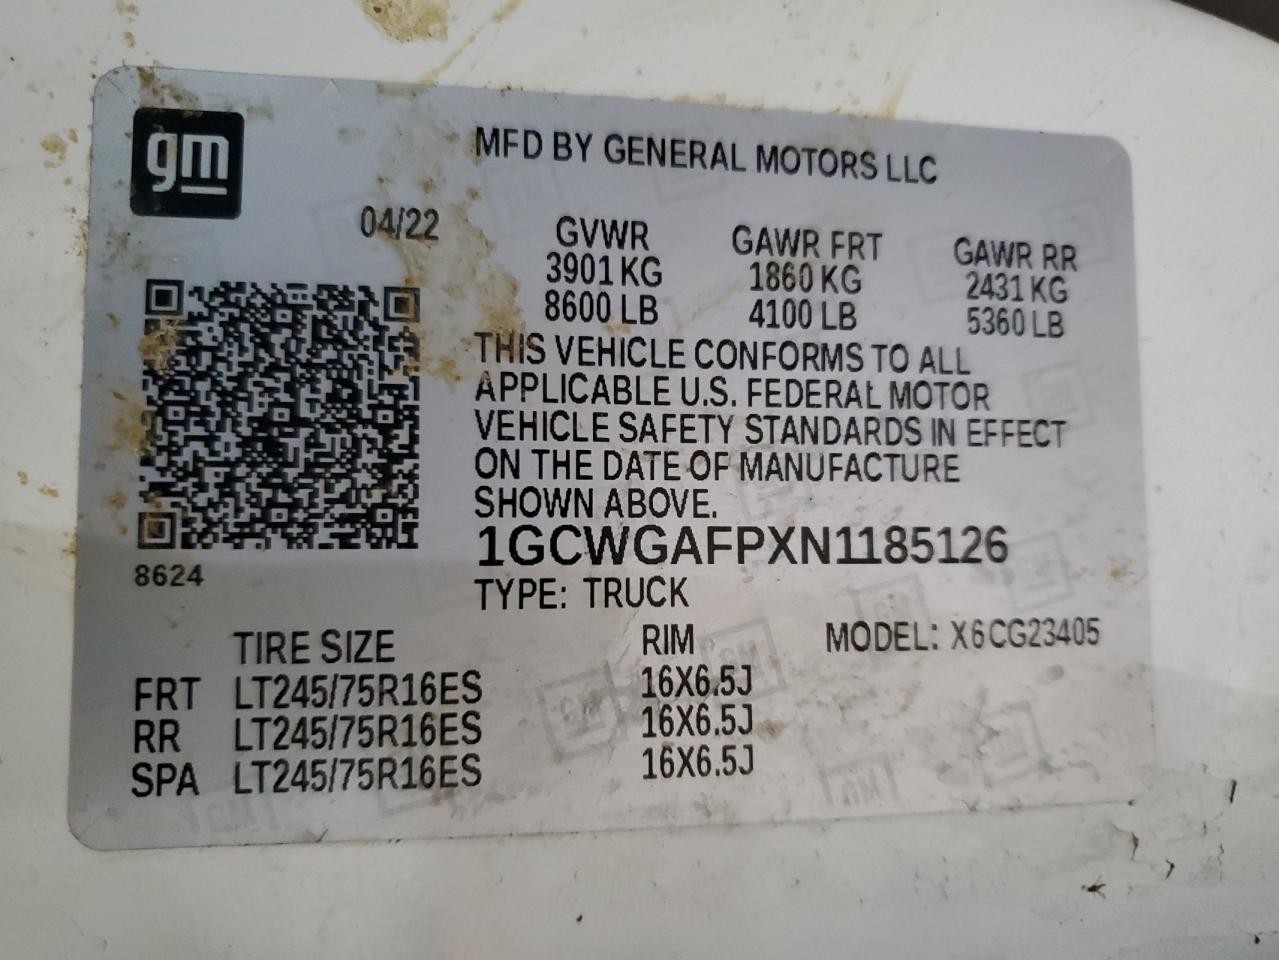 gm
MFD BY GENERAL MOTORS LLC
04/22
GVWR GAWR FRT GAWR RR
3901 KG 1860 KG 2431 KG
8600 LB 4100 LB 5360 LB
THIS VEHICLE CONFORMS TO ALL
APPLICABLE U.S. FEDERAL MOTOR
VEHICLE SAFETY STANDARDS IN EFFECT
ON THE DATE OF MANUFACTURE
SHOWN ABOVE.
1GCWGAFPXN1185126
8624
TYPE: TRUCK
TIRE SIZE RIM MODEL: X6CG23405
FRT LT245/75R16ES 16X6.5J
RR LT245/75R16ES 16X6.5J
SPA LT245/75R16ES 16X6.5J